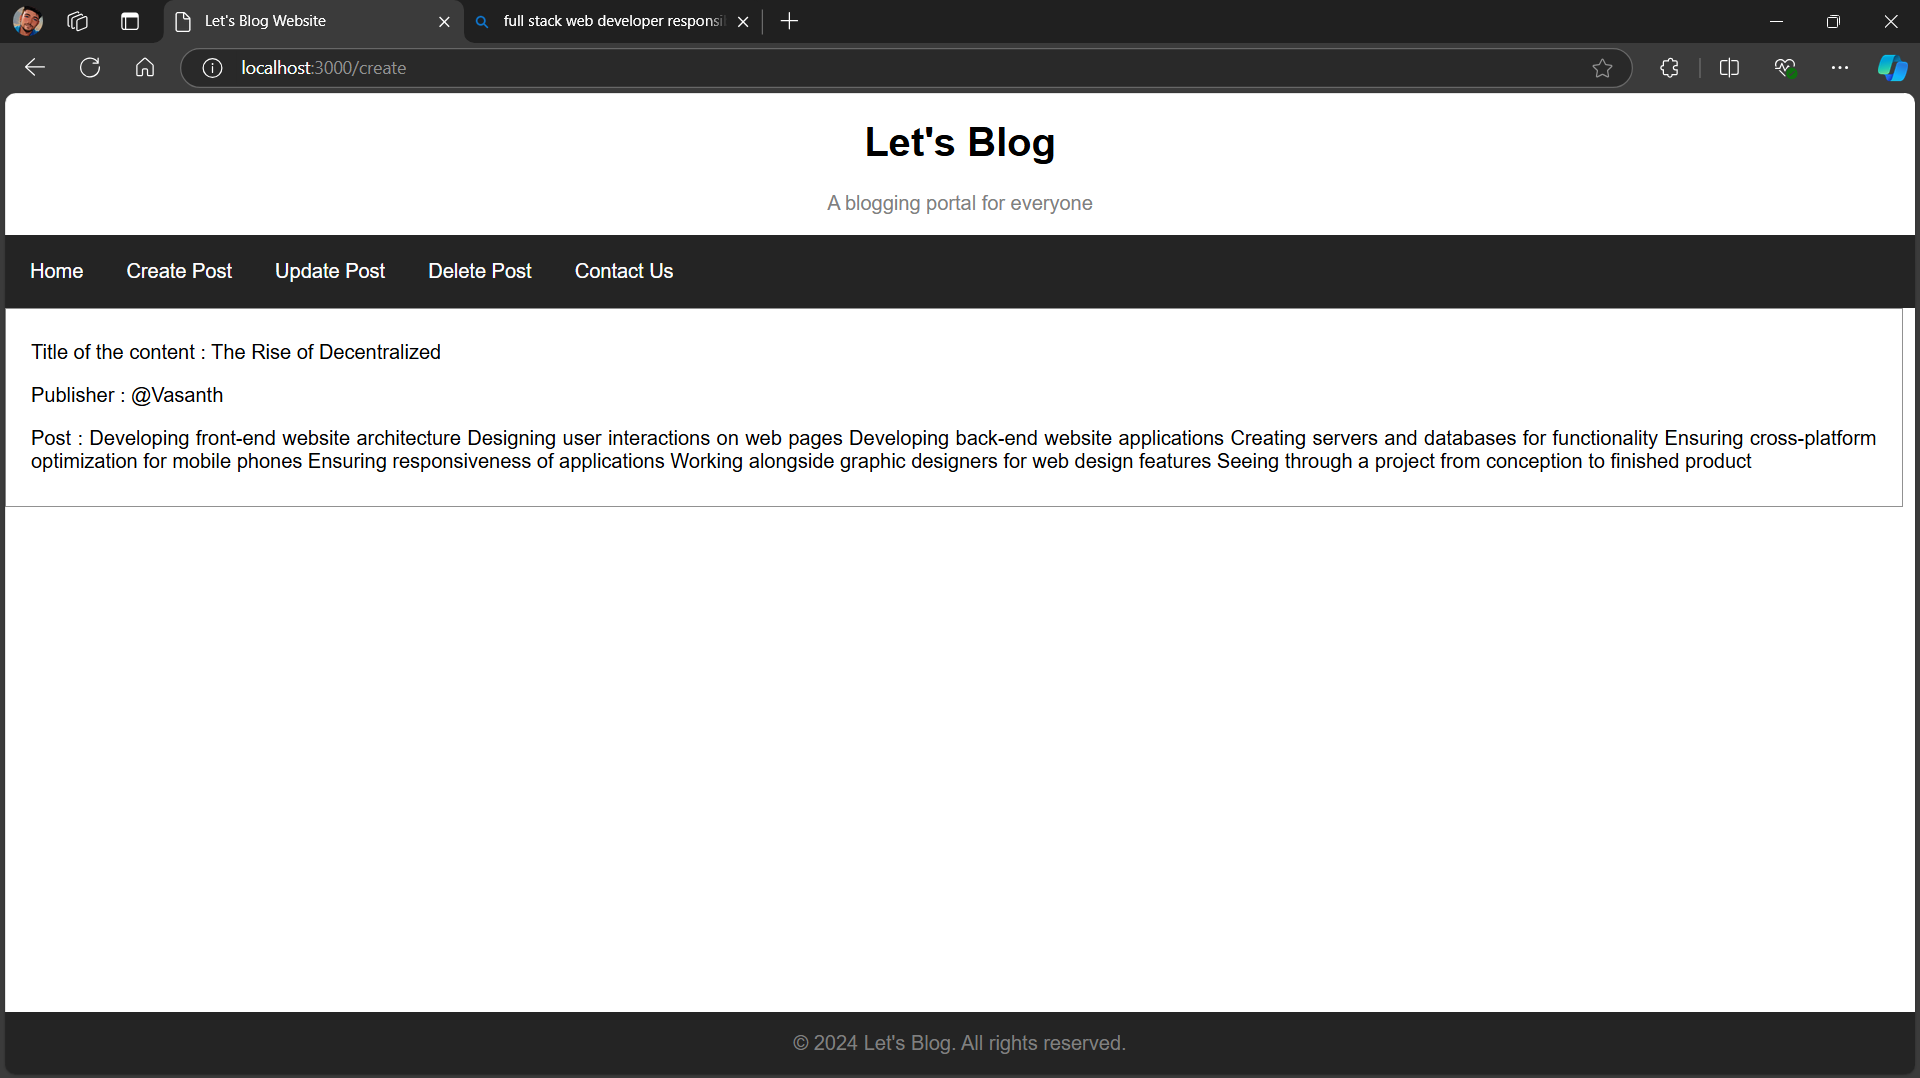 Let's Blog Website
full stack web developer responsi
localhost:3000/create
Let's Blog
A blogging portal for everyone
Home Create Post Update Post Delete Post Contact Us
Title of the content : The Rise of Decentralized
Publisher : @Vasanth
Post : Developing front-end website architecture Designing user interactions on web pages Developing back-end website applications Creating servers and databases for functionality Ensuring cross-platform
optimization for mobile phones Ensuring responsiveness of applications Working alongside graphic designers for web design features Seeing through a project from conception to finished product
© 2024 Let's Blog. All rights reserved.